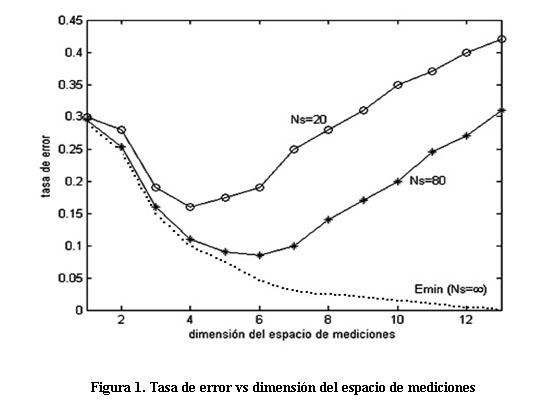 0.45
0.4
0.35
0.3
0.25
0.2
0.15
0.1
0.05
0
tasa de error
Ns=20
Ns=80
Emin (Ns=∞)
2 4 6 8 10 12
dimensión del espacio de mediciones
Figura 1. Tasa de error vs dimensión del espacio de mediciones